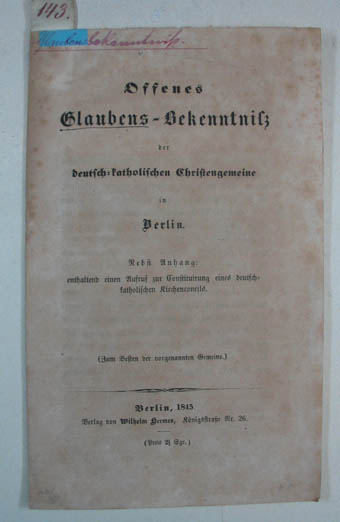 143.
Glaubensbekenntniß.
Offenes
Glaubens-Bekenntniß
der
deutsch-katholischen Christengemeine
in
Berlin.
Nebst Anhang:
enthaltend einen Aufruf zur Constituirung eines deutsch-
katholischen Kirchenconcils.
(Zum Besten der vorgenannten Gemeine.)
Berlin, 1845
Verlag von Wilhelm Hermes, Königsstraße Nr. 26.
(Preis 2½ Sgr.)